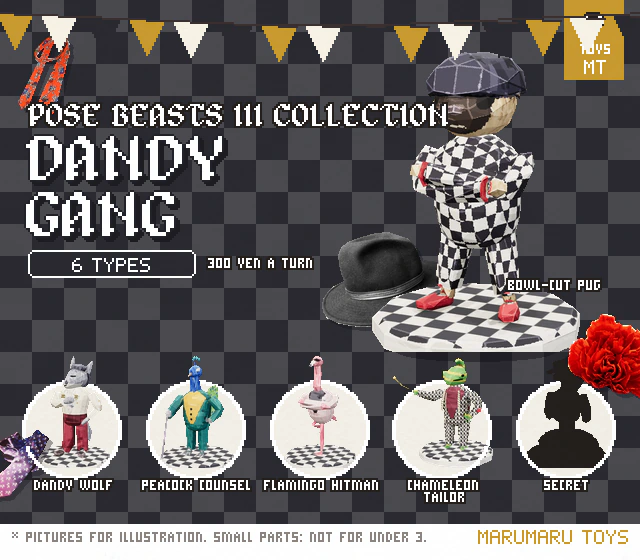 TOYS
MT
POSE BEASTS III COLLECTION
DANDY
GANG
6 TYPES
300 YEN A TURN
BOWL-CUT PUG
DANDY WOLF
PEACOCK COUNSEL
FLAMINGO HITMAN
CHAMELEON
TAILOR
SECRET
* PICTURES FOR ILLUSTRATION. SMALL PARTS: NOT FOR UNDER 3.
MARUMARU TOYS